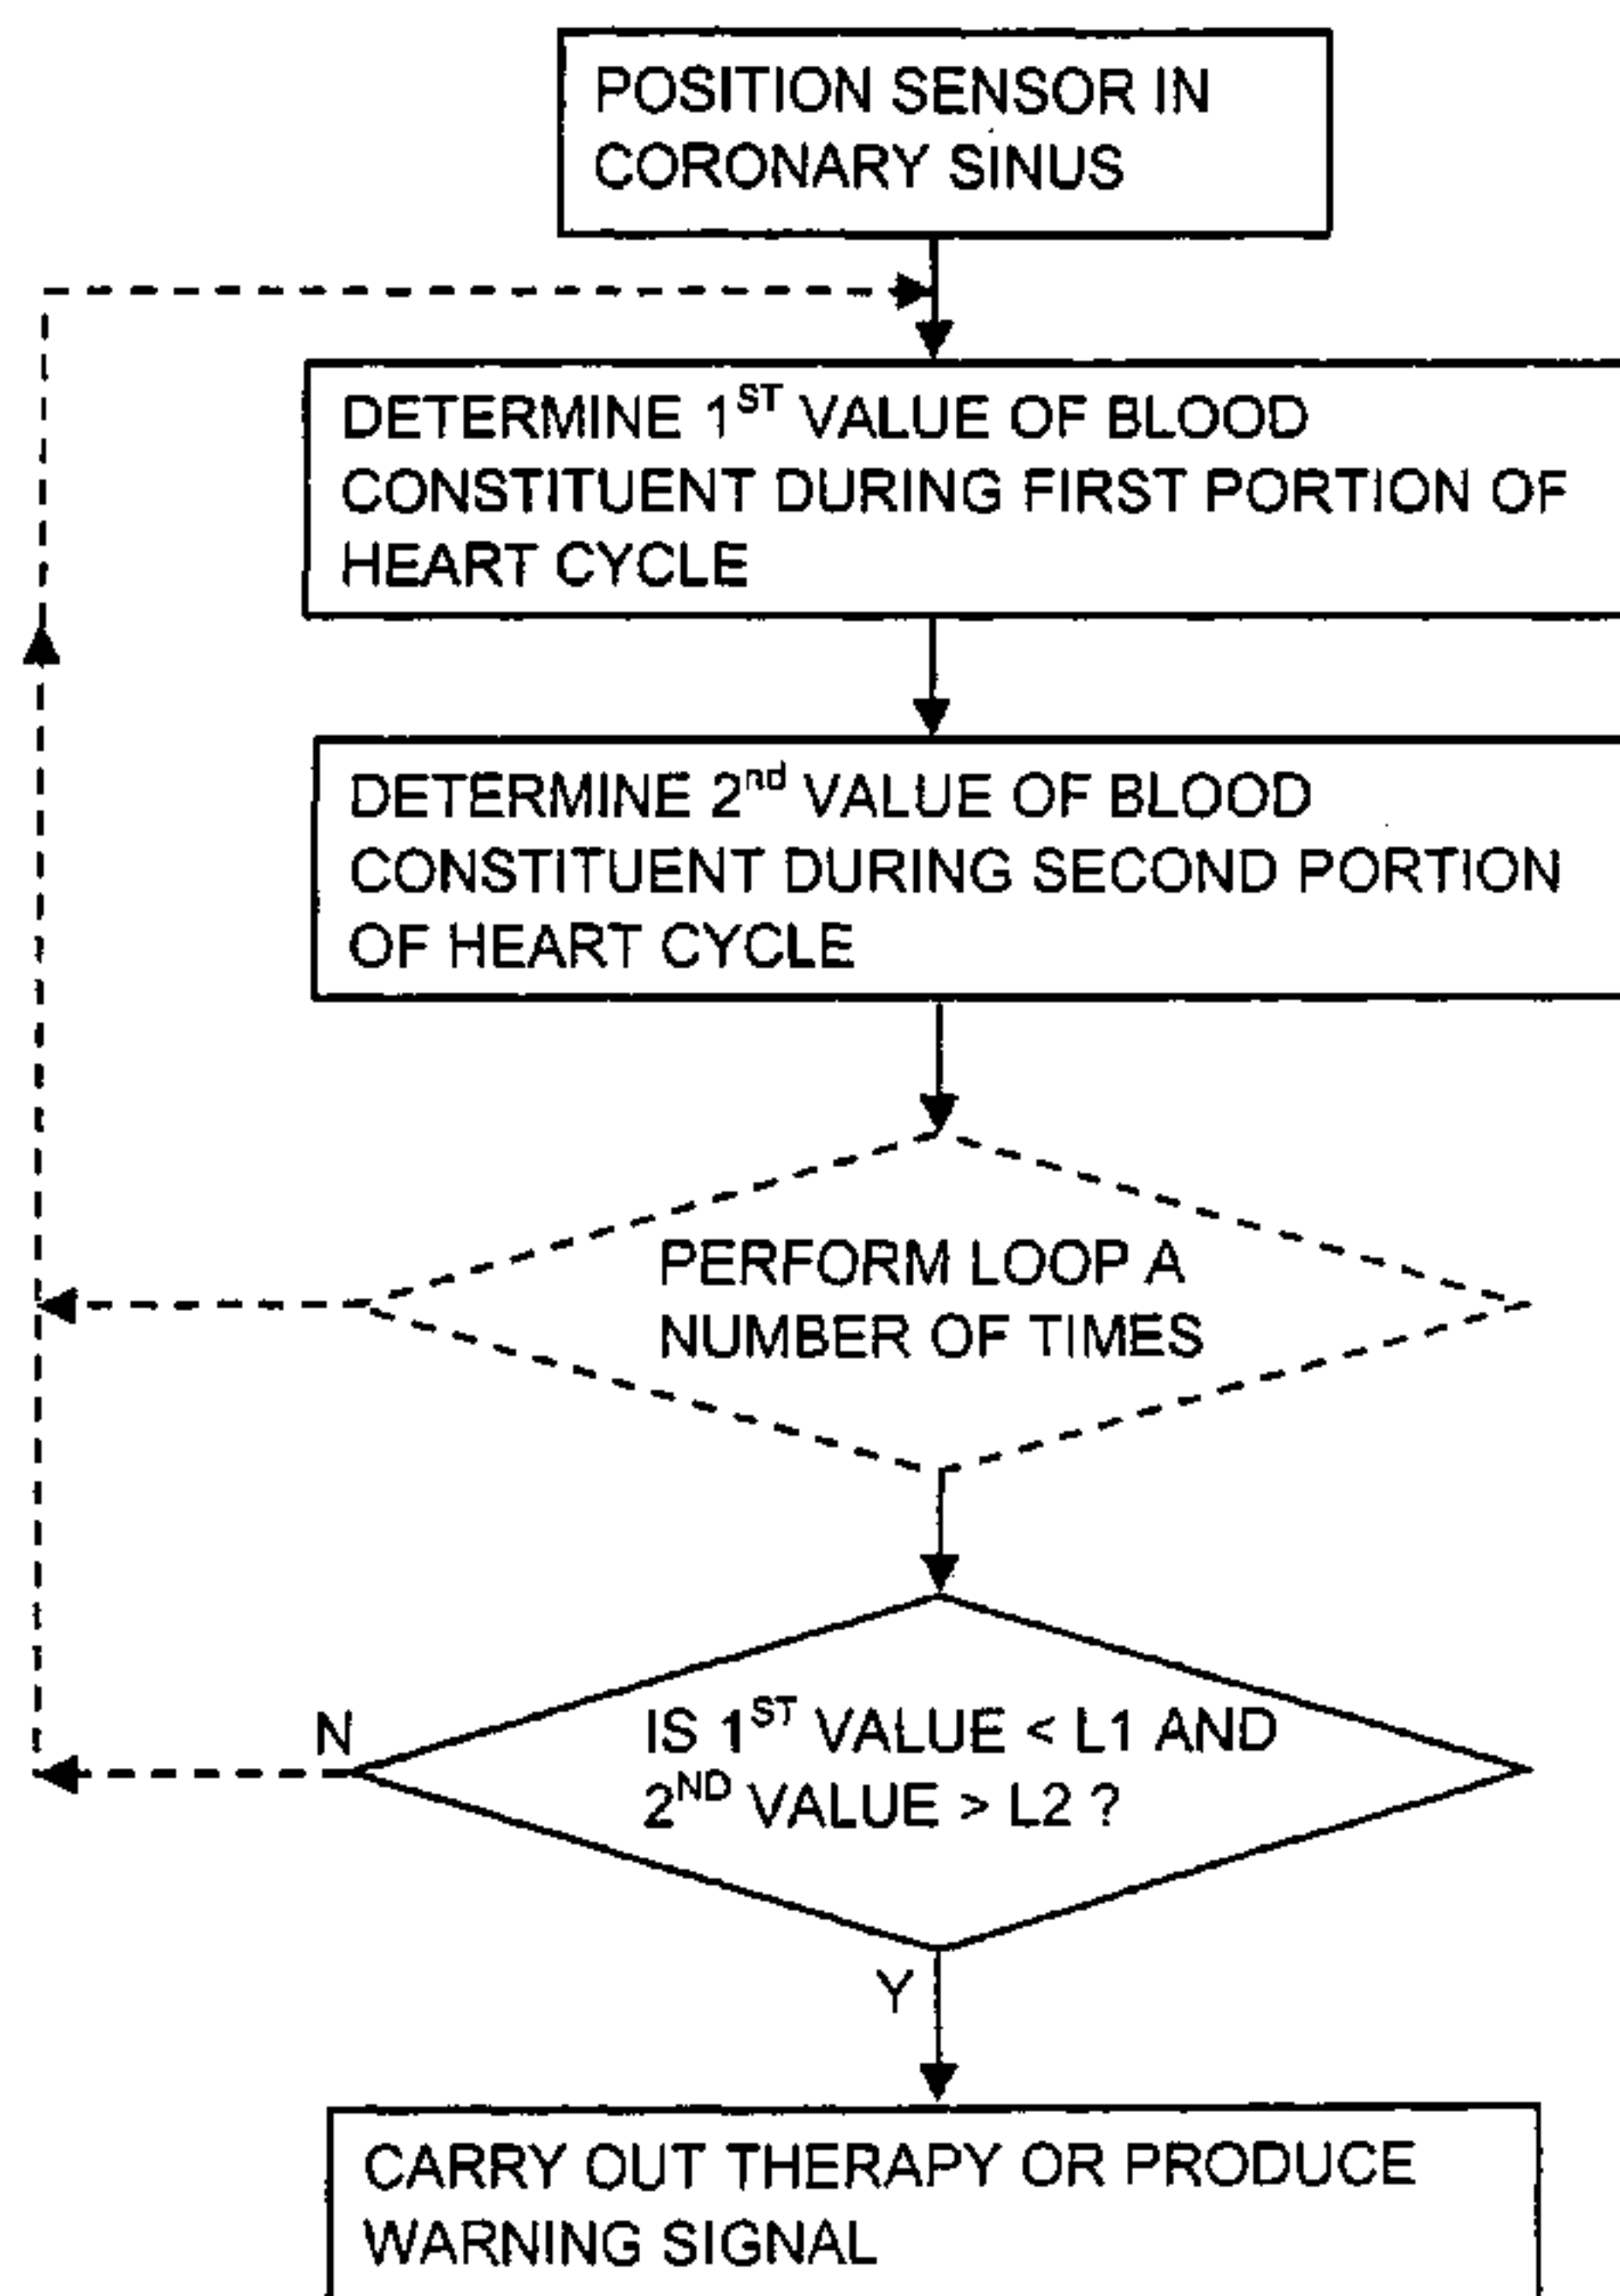 POSITION SENSOR IN
CORONARY SINUS
DETERMINE 1ST VALUE OF BLOOD
CONSTITUENT DURING FIRST PORTION OF
HEART CYCLE
DETERMINE 2nd VALUE OF BLOOD
CONSTITUENT DURING SECOND PORTION
OF HEART CYCLE
PERFORM LOOP A
NUMBER OF TIMES
N
IS 1ST VALUE < L1 AND
2ND VALUE > L2 ?
Y
CARRY OUT THERAPY OR PRODUCE
WARNING SIGNAL